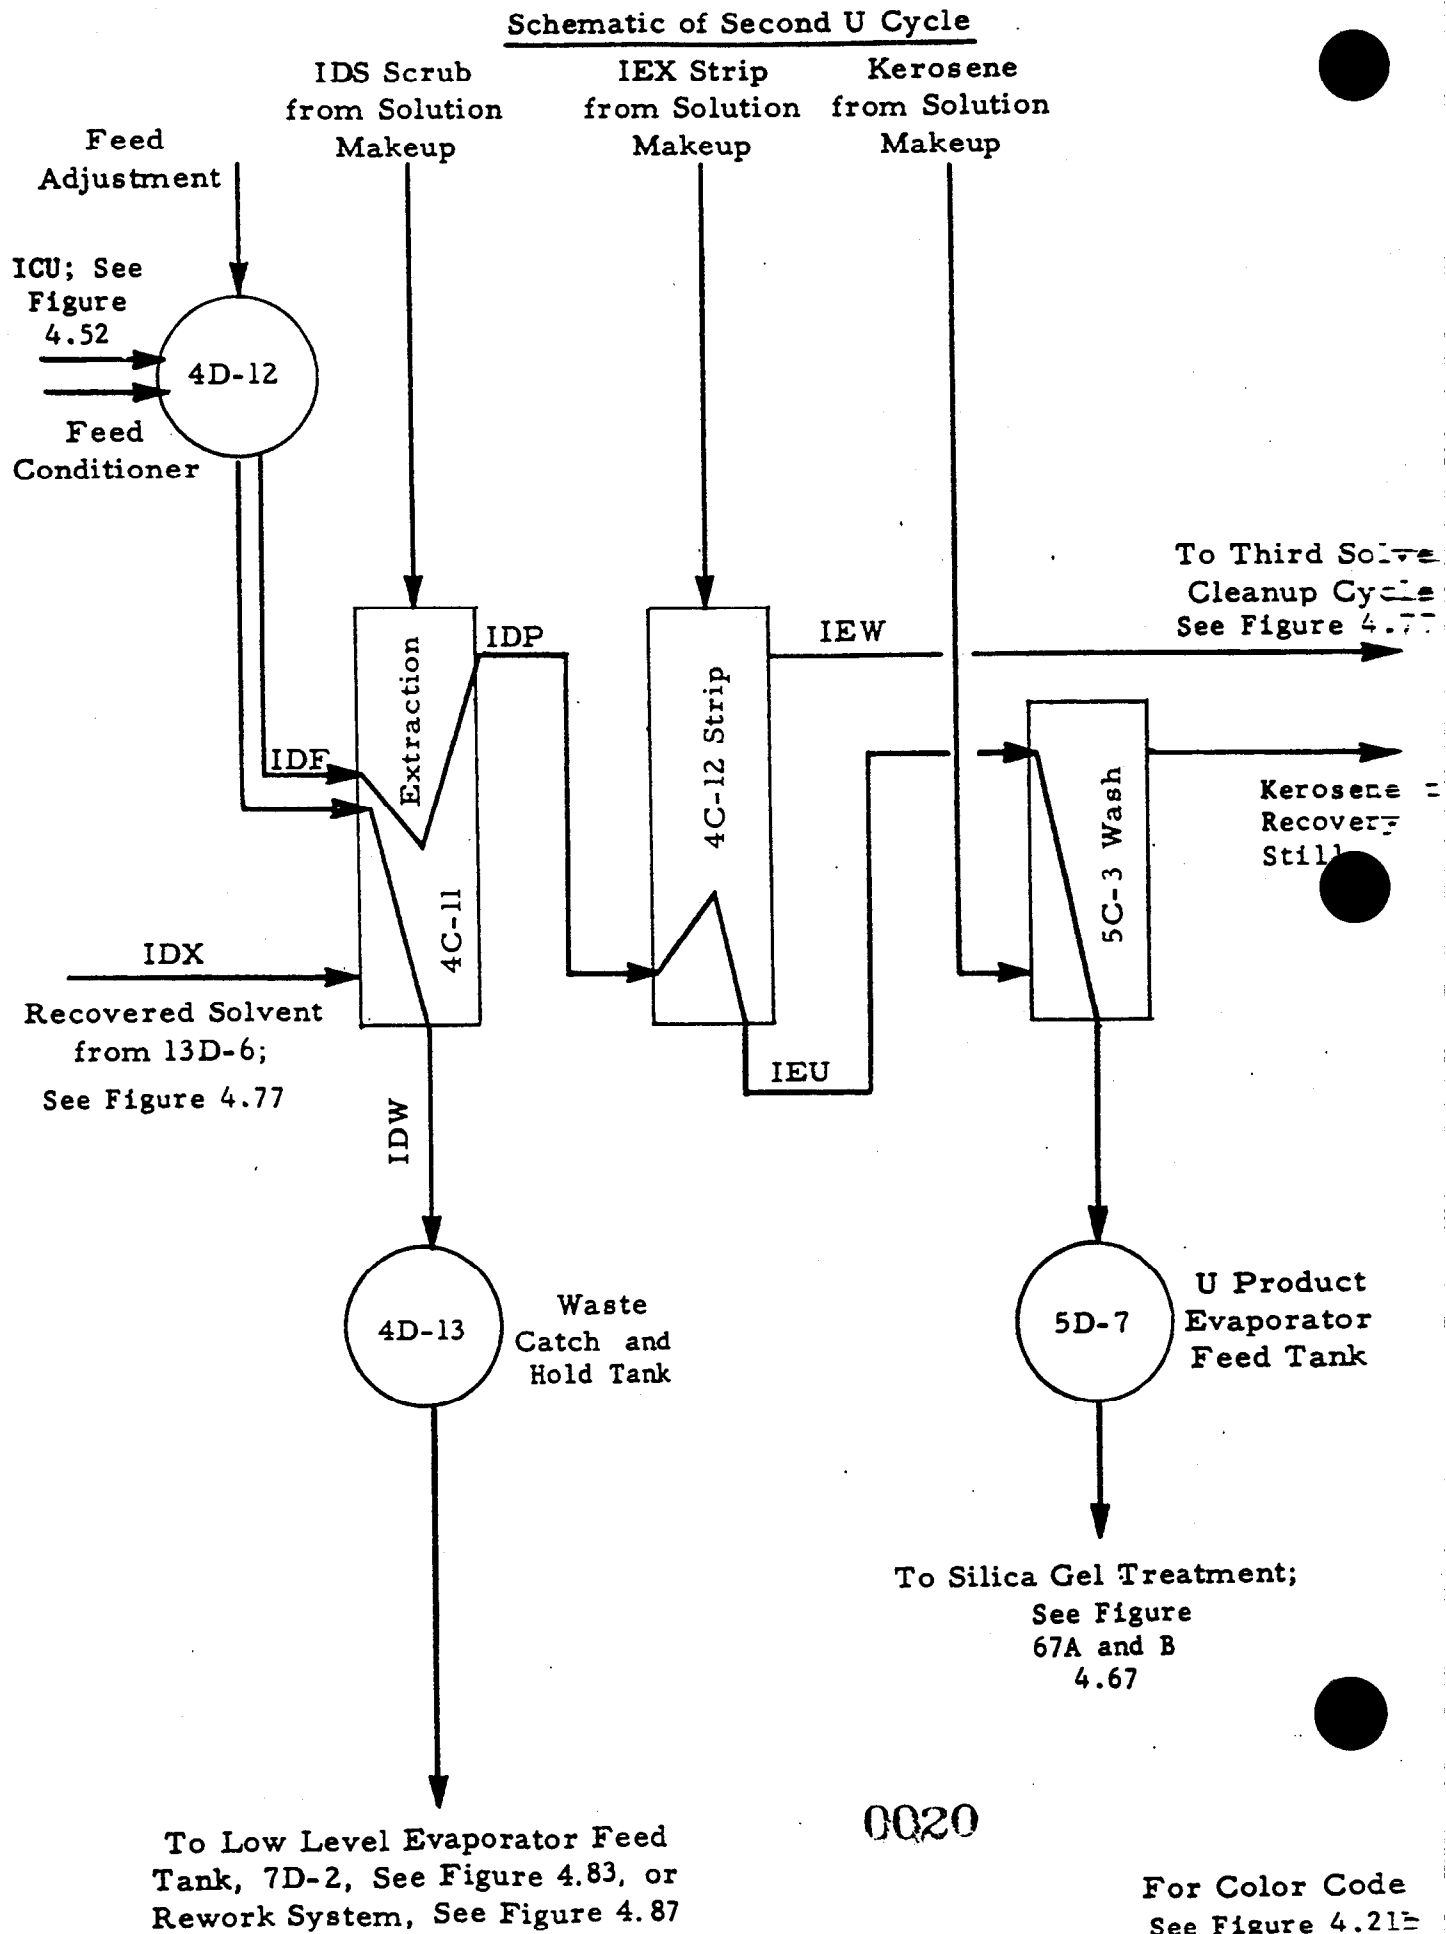 Schematic of Second U Cycle
IDS Scrub
from Solution
Makeup
IEX Strip
from Solution
Makeup
Kerosene
from Solution
Makeup
Feed
Adjustment
ICU; See
Figure
4.52
4D-12
Feed
Conditioner
To Third
Cleanup Cycle
See Figure
IDP
IEW
Extraction
4C-11
4C-12 Strip
5C-3 Wash
IDF
Kerosene
Recovery
Still
IDX
Recovered Solvent
from 13D-6;
See Figure 4.77
IEU
IDW
4D-13
Waste
Catch and
Hold Tank
5D-7
U Product
Evaporator
Feed Tank
To Silica Gel Treatment;
See Figure
67A and B
4.67
0020
To Low Level Evaporator Feed
Tank, 7D-2, See Figure 4.83, or
Rework System, See Figure 4.87
For Color Code
See Figure